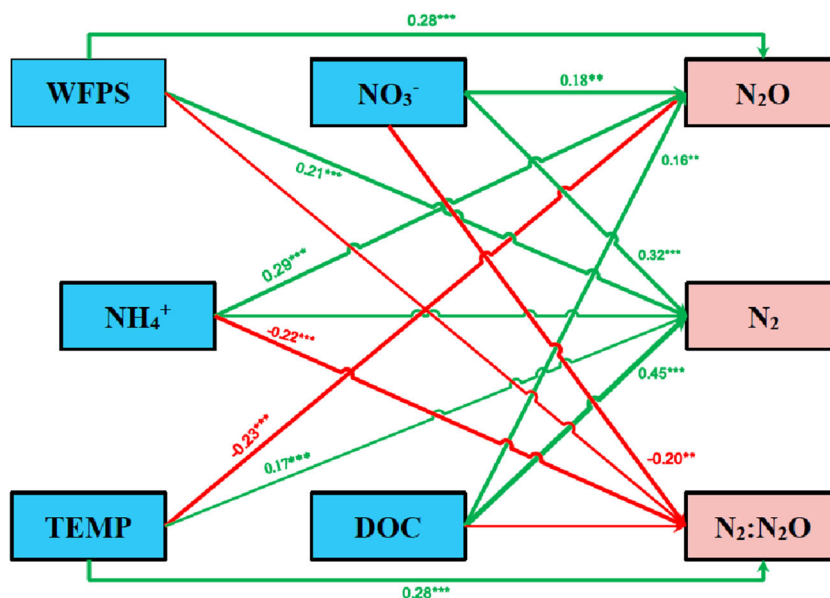 0.28***
WFPS
NO₃⁻
0.18**
N₂O
0.16**
0.21***
0.29***
0.32***
NH₄⁺
N₂
-0.22***
0.45***
-0.23***
0.17***
-0.20**
TEMP
DOC
N₂:N₂O
0.28***